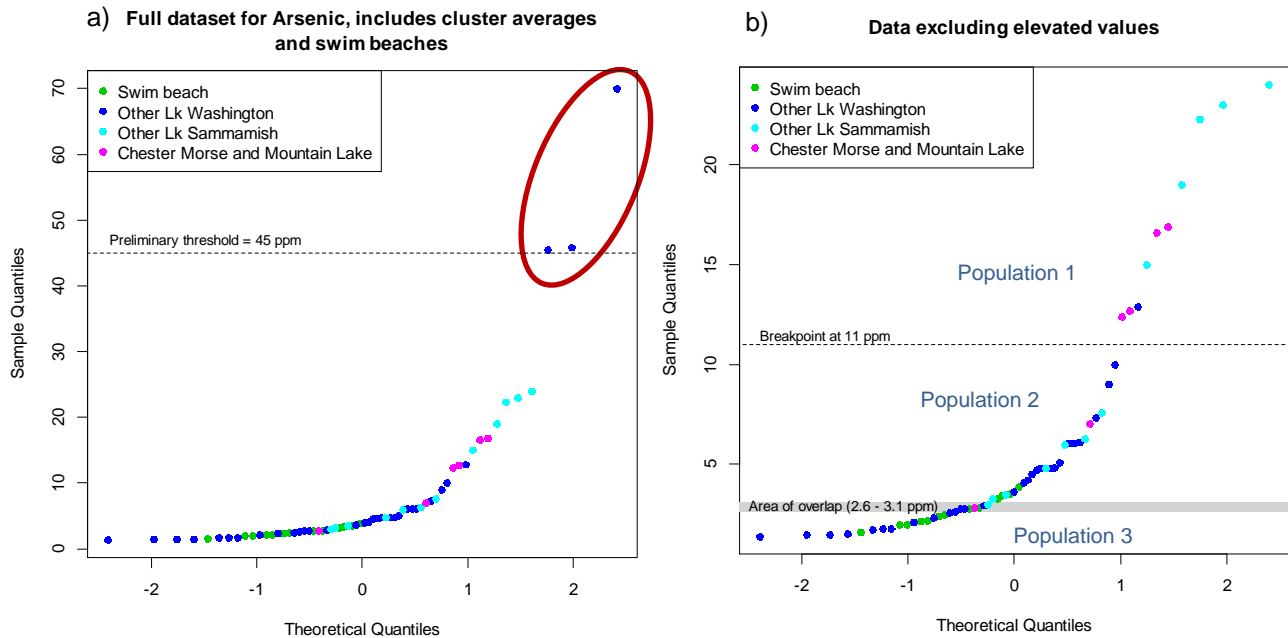 a) Full dataset for Arsenic, includes cluster averages
and swim beaches
Swim beach
Other Lk Washington
Other Lk Sammamish
Chester Morse and Mountain Lake
Preliminary threshold = 45 ppm
Sample Quantiles
0
10
20
30
40
50
60
70
-2
-1
0
1
2
Theoretical Quantiles
b) Data excluding elevated values
Swim beach
Other Lk Washington
Other Lk Sammamish
Chester Morse and Mountain Lake
Population 1
Breakpoint at 11 ppm
Population 2
Area of overlap (2.6 - 3.1 ppm)
Population 3
Sample Quantiles
5
10
15
20
-2
-1
0
1
2
Theoretical Quantiles